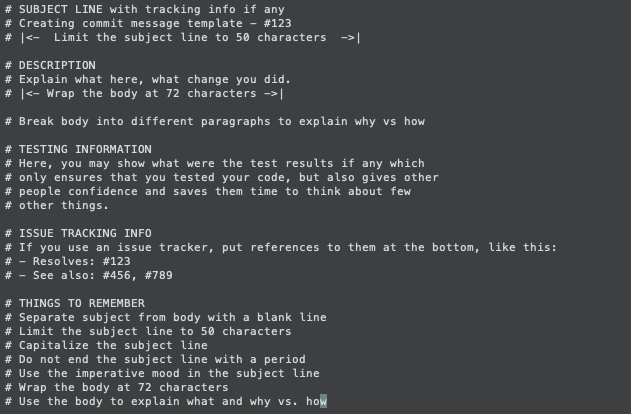 # SUBJECT LINE with tracking info if any
# Creating commit message template – #123
# |<–  Limit the subject line to 50 characters  –>|
# DESCRIPTION
# Explain what here, what change you did.
# |<– Wrap the body at 72 characters –>|
# Break body into different paragraphs to explain why vs how
# TESTING INFORMATION
# Here, you may show what were the test results if any which
# only ensures that you tested your code, but also gives other
# people confidence and saves them time to think about few
# other things.
# ISSUE TRACKING INFO
# If you use an issue tracker, put references to them at the bottom, like this:
# – Resolves: #123
# – See also: #456, #789
# THINGS TO REMEMBER
# Separate subject from body with a blank line
# Limit the subject line to 50 characters
# Capitalize the subject line
# Do not end the subject line with a period
# Use the imperative mood in the subject line
# Wrap the body at 72 characters
# Use the body to explain what and why vs. how